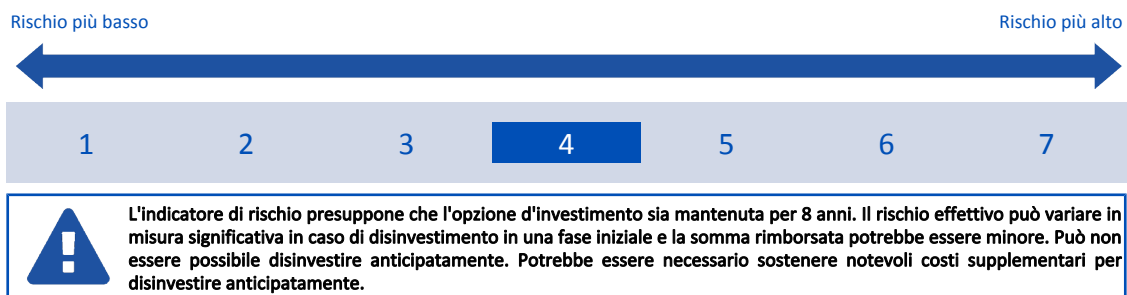 Rischio più basso Rischio più alto
1 2 3 4 5 6 7
L'indicatore di rischio presuppone che l'opzione d'investimento sia mantenuta per 8 anni. Il rischio effettivo può variare in
misura significativa in caso di disinvestimento in una fase iniziale e la somma rimborsata potrebbe essere minore. Può non
essere possibile disinvestire anticipatamente. Potrebbe essere necessario sostenere notevoli costi supplementari per
disinvestire anticipatamente.